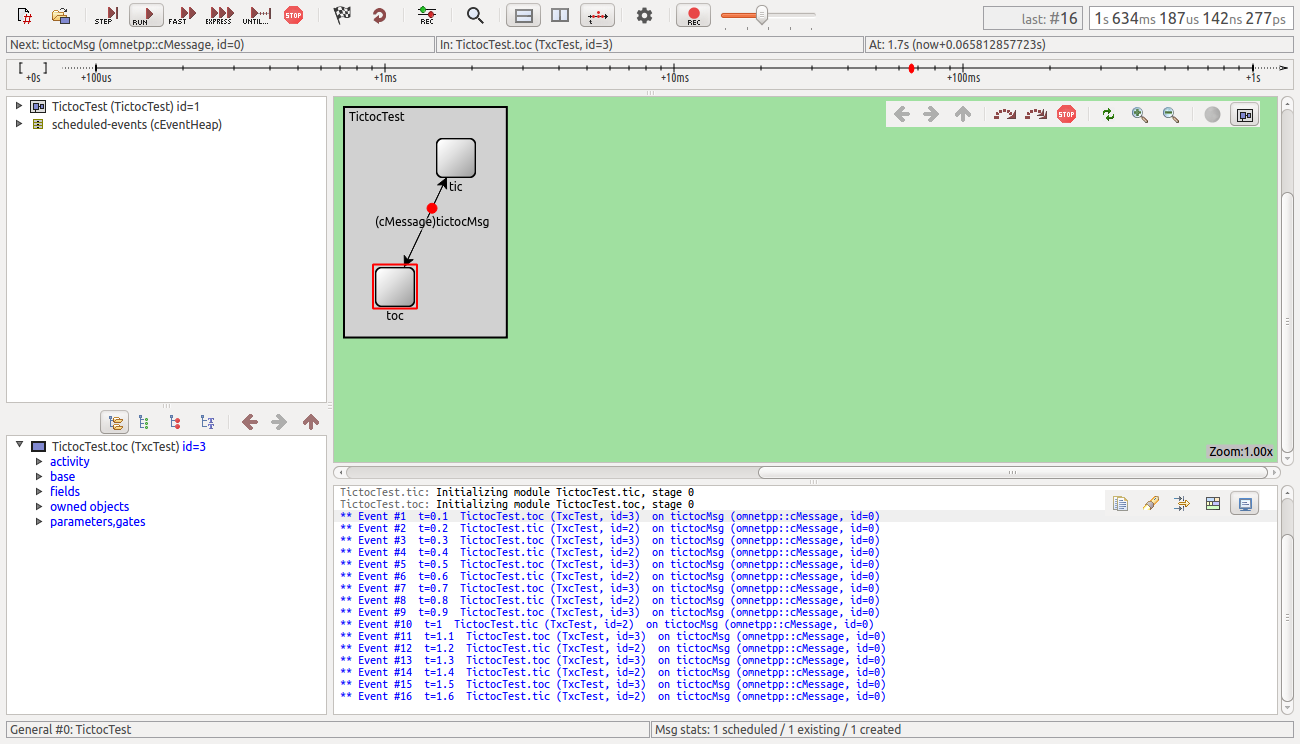 STEP RUN FAST EXPRESS UNTIL... STOP REC REC last: #16 1s 634ms 187us 142ns 277ps
Next: tictocMsg (omnetpp::cMessage, id=0) In: TictocTest.toc (TxcTest, id=3) At: 1.7s (now+0.065812857723s)
[ ]
+0s +100us +1ms +10ms +100ms +1s
TictocTest (TictocTest) id=1
scheduled-events (cEventHeap)
TictocTest
STOP
tic
(cMessage)tictocMsg
toc
Zoom:1.00x
TictocTest.toc (TxcTest) id=3
activity
base
fields
owned objects
parameters,gates
TictocTest.tic: Initializing module TictocTest.tic, stage 0
TictocTest.toc: Initializing module TictocTest.toc, stage 0
** Event #1 t=0.1 TictocTest.toc (TxcTest, id=3) on tictocMsg (omnetpp::cMessage, id=0)
** Event #2 t=0.2 TictocTest.tic (TxcTest, id=2) on tictocMsg (omnetpp::cMessage, id=0)
** Event #3 t=0.3 TictocTest.toc (TxcTest, id=3) on tictocMsg (omnetpp::cMessage, id=0)
** Event #4 t=0.4 TictocTest.tic (TxcTest, id=2) on tictocMsg (omnetpp::cMessage, id=0)
** Event #5 t=0.5 TictocTest.toc (TxcTest, id=3) on tictocMsg (omnetpp::cMessage, id=0)
** Event #6 t=0.6 TictocTest.tic (TxcTest, id=2) on tictocMsg (omnetpp::cMessage, id=0)
** Event #7 t=0.7 TictocTest.toc (TxcTest, id=3) on tictocMsg (omnetpp::cMessage, id=0)
** Event #8 t=0.8 TictocTest.tic (TxcTest, id=2) on tictocMsg (omnetpp::cMessage, id=0)
** Event #9 t=0.9 TictocTest.toc (TxcTest, id=3) on tictocMsg (omnetpp::cMessage, id=0)
** Event #10 t=1 TictocTest.tic (TxcTest, id=2) on tictocMsg (omnetpp::cMessage, id=0)
** Event #11 t=1.1 TictocTest.toc (TxcTest, id=3) on tictocMsg (omnetpp::cMessage, id=0)
** Event #12 t=1.2 TictocTest.tic (TxcTest, id=2) on tictocMsg (omnetpp::cMessage, id=0)
** Event #13 t=1.3 TictocTest.toc (TxcTest, id=3) on tictocMsg (omnetpp::cMessage, id=0)
** Event #14 t=1.4 TictocTest.tic (TxcTest, id=2) on tictocMsg (omnetpp::cMessage, id=0)
** Event #15 t=1.5 TictocTest.toc (TxcTest, id=3) on tictocMsg (omnetpp::cMessage, id=0)
** Event #16 t=1.6 TictocTest.tic (TxcTest, id=2) on tictocMsg (omnetpp::cMessage, id=0)
General #0: TictocTest Msg stats: 1 scheduled / 1 existing / 1 created